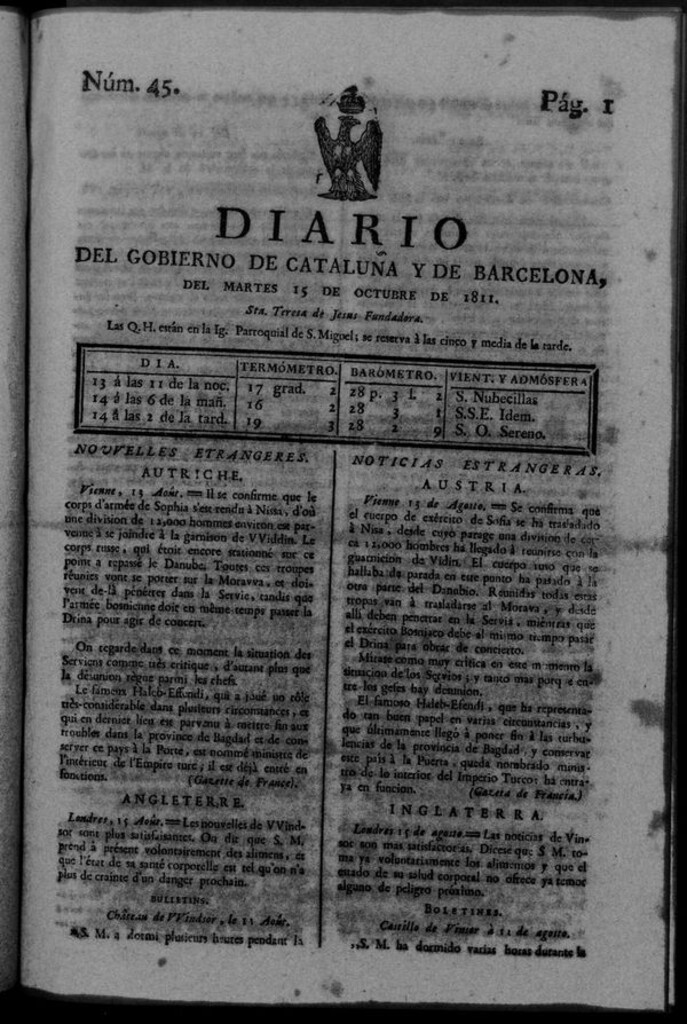 Núm. 45.
Pág. 1
DIARIO
DEL GOBIERNO DE CATALUÑA Y DE BARCELONA,
DEL MARTES 15 DE OCTUBRE DE 1811.
Sta. Teresa de Jesus Fundadora.
Las Q. H. están en la Ig. Parroquial de S. Miguel; se reserva á las cinco y media de la tarde.
DIA. TERMÓMETRO. BARÓMETRO. VIENT. Y ADMÓSFERA
13 á las 11 de la noc. 17 grad. 2 28 p. 3 l. 2 S. Nubecillas
14 á las 6 de la mañ. 16 2 28 3 1 S.S.E. Idem.
14 á las 2 de la tard. 19 3 28 2 9 S. O. Sereno.
NOUVELLES ETRANGERES.
AUTRICHE.
Vienne, 13 Août. = Il se confirme que le
corps d'armée de Sophia s'est rendu à Nissa, d'où
une division de 12,000 hommes environ est par-
venue à se joindre à la garnison de VViddin. Le
corps russe, qui étoit encore stationné sur ce
point a repassé le Danube. Toutes ces troupes
réunies vont se porter sur la Moravva, et doi-
vent de-là pénétrer dans la Servie, tandis que
l'armée bosnienne doit en même temps passer la
Drina pour agir de concert.
On regarde dans ce moment la situation des
Serviens comme très critique, d'autant plus que
la désunion règne parmi les chefs.
Le fameux Haleb-Effendi, qui a joué un rôle
très-considérable dans plusieurs circonstances, et
qui en dernier lieu est parvenu à mettre fin aux
troubles dans la province de Bagdad et de con-
server ce pays à la Porte, est nommé ministre de
l'intérieur de l'Empire turc; il est déjà entré en
fonctions. (Gazette de France).
ANGLETERRE.
Londres, 15 Août. = Les nouvelles de VVind-
sor sont plus satisfaisantes. On dit que S. M.
prend à présent volontairement des alimens, et
que l'état de sa santé corporelle est tel qu'on n'a
plus de crainte d'un danger prochain.
BULLETINS.
Château de VVindsor, le 11 Août.
S. M. a dormi plusieurs heures pendant la
NOTICIAS ESTRANGERAS.
AUSTRIA.
Vienne 13 de Agosto. = Se confirma que
el cuerpo de exército de Sofia se ha trasladado
à Nisa, desde cuyo parage una division de cer-
ca 12,000 hombres ha llegado à reunirse con la
guarnicion de Vidin. El cuerpo ruso que se
hallaba de parada en este punto ha pasado á la
otra parte del Danubio. Reunidas todas estas
tropas van à trasladarse al Morava, y desde
alli deben penetrar en la Servia, miéntras que
el exército Bosniaco debe al mismo tiempo pasar
el Drina para obrar de concierto.
Mirase como muy critica en este momento la
situacion de los Servios; y tanto mas porque en-
tre los gefes hay desunion.
El famoso Haleb-Efendi, que ha representa-
do tan buen papel en varias circunstancias, y
que últimamente llegó à poner fin á las turbu-
lencias de la provincia de Bagdad, y conservar
este pais à la Puerta, queda nombrado minis-
tro de lo interior del Imperio Turco: ha entra-
ya en funcion. (Gazeta de Francia.)
INGLATERRA.
Londres 15 de agosto. = Las noticias de Vin-
sor son mas satisfactorias. Dicese que S M. to-
ma ya voluntariamente los alimentos y que el
estado de su salud corporal no ofrece ya temor
alguno de peligro próximo.
BOLETINES.
Castillo de Vinsor à 11 de agosto.
,,S. M. ha dormido varias horas durante la